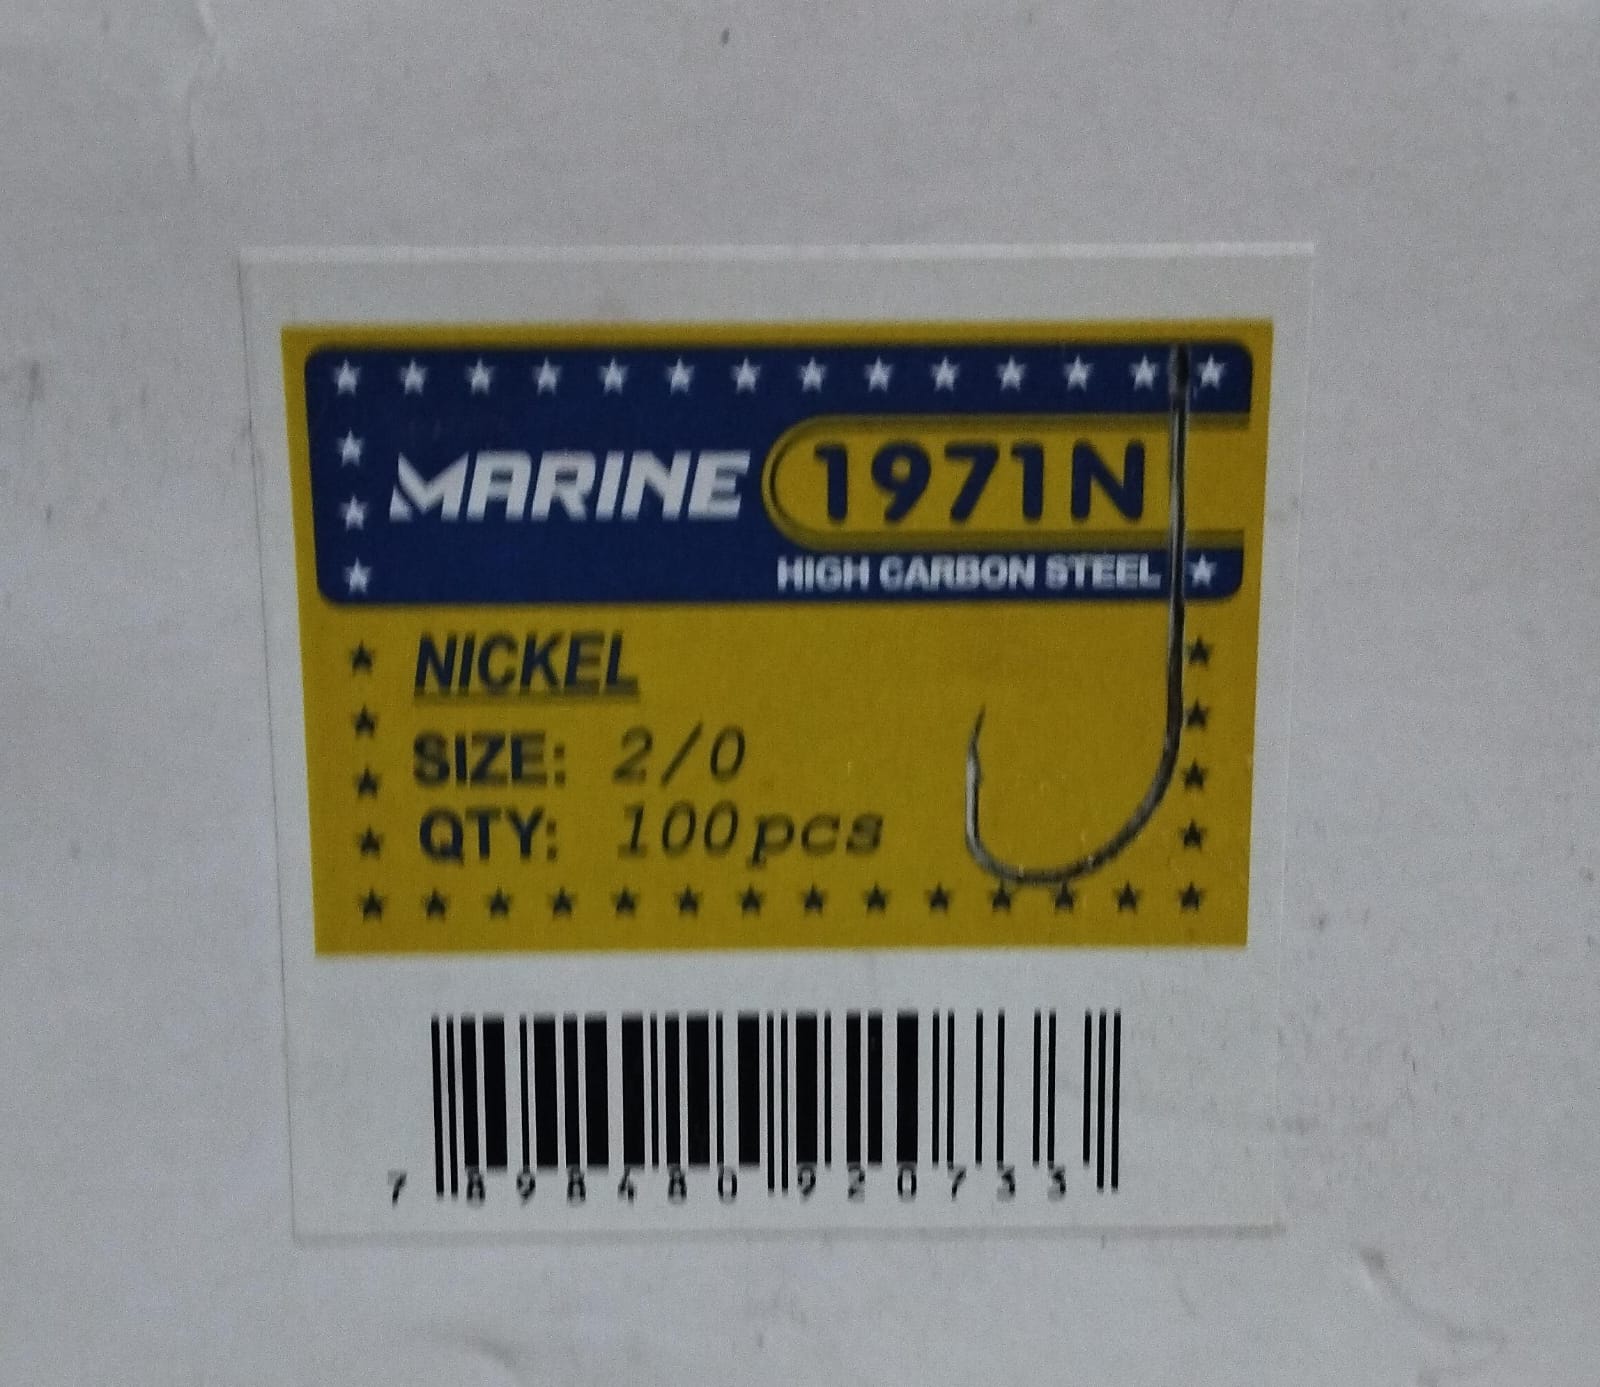 MARINE 1971N
HIGH CARBON STEEL
NICKEL
SIZE: 2/0
QTY: 100pcs
7 898480 920733